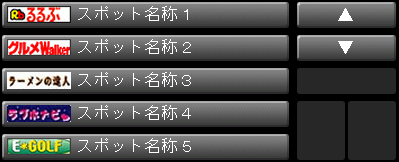 るるぶ スポット名称1 ▲
グルメWalker スポット名称2 ▼
ラーメンの達人 スポット名称3
ラブホナビ スポット名称4
E*GOLF スポット名称5